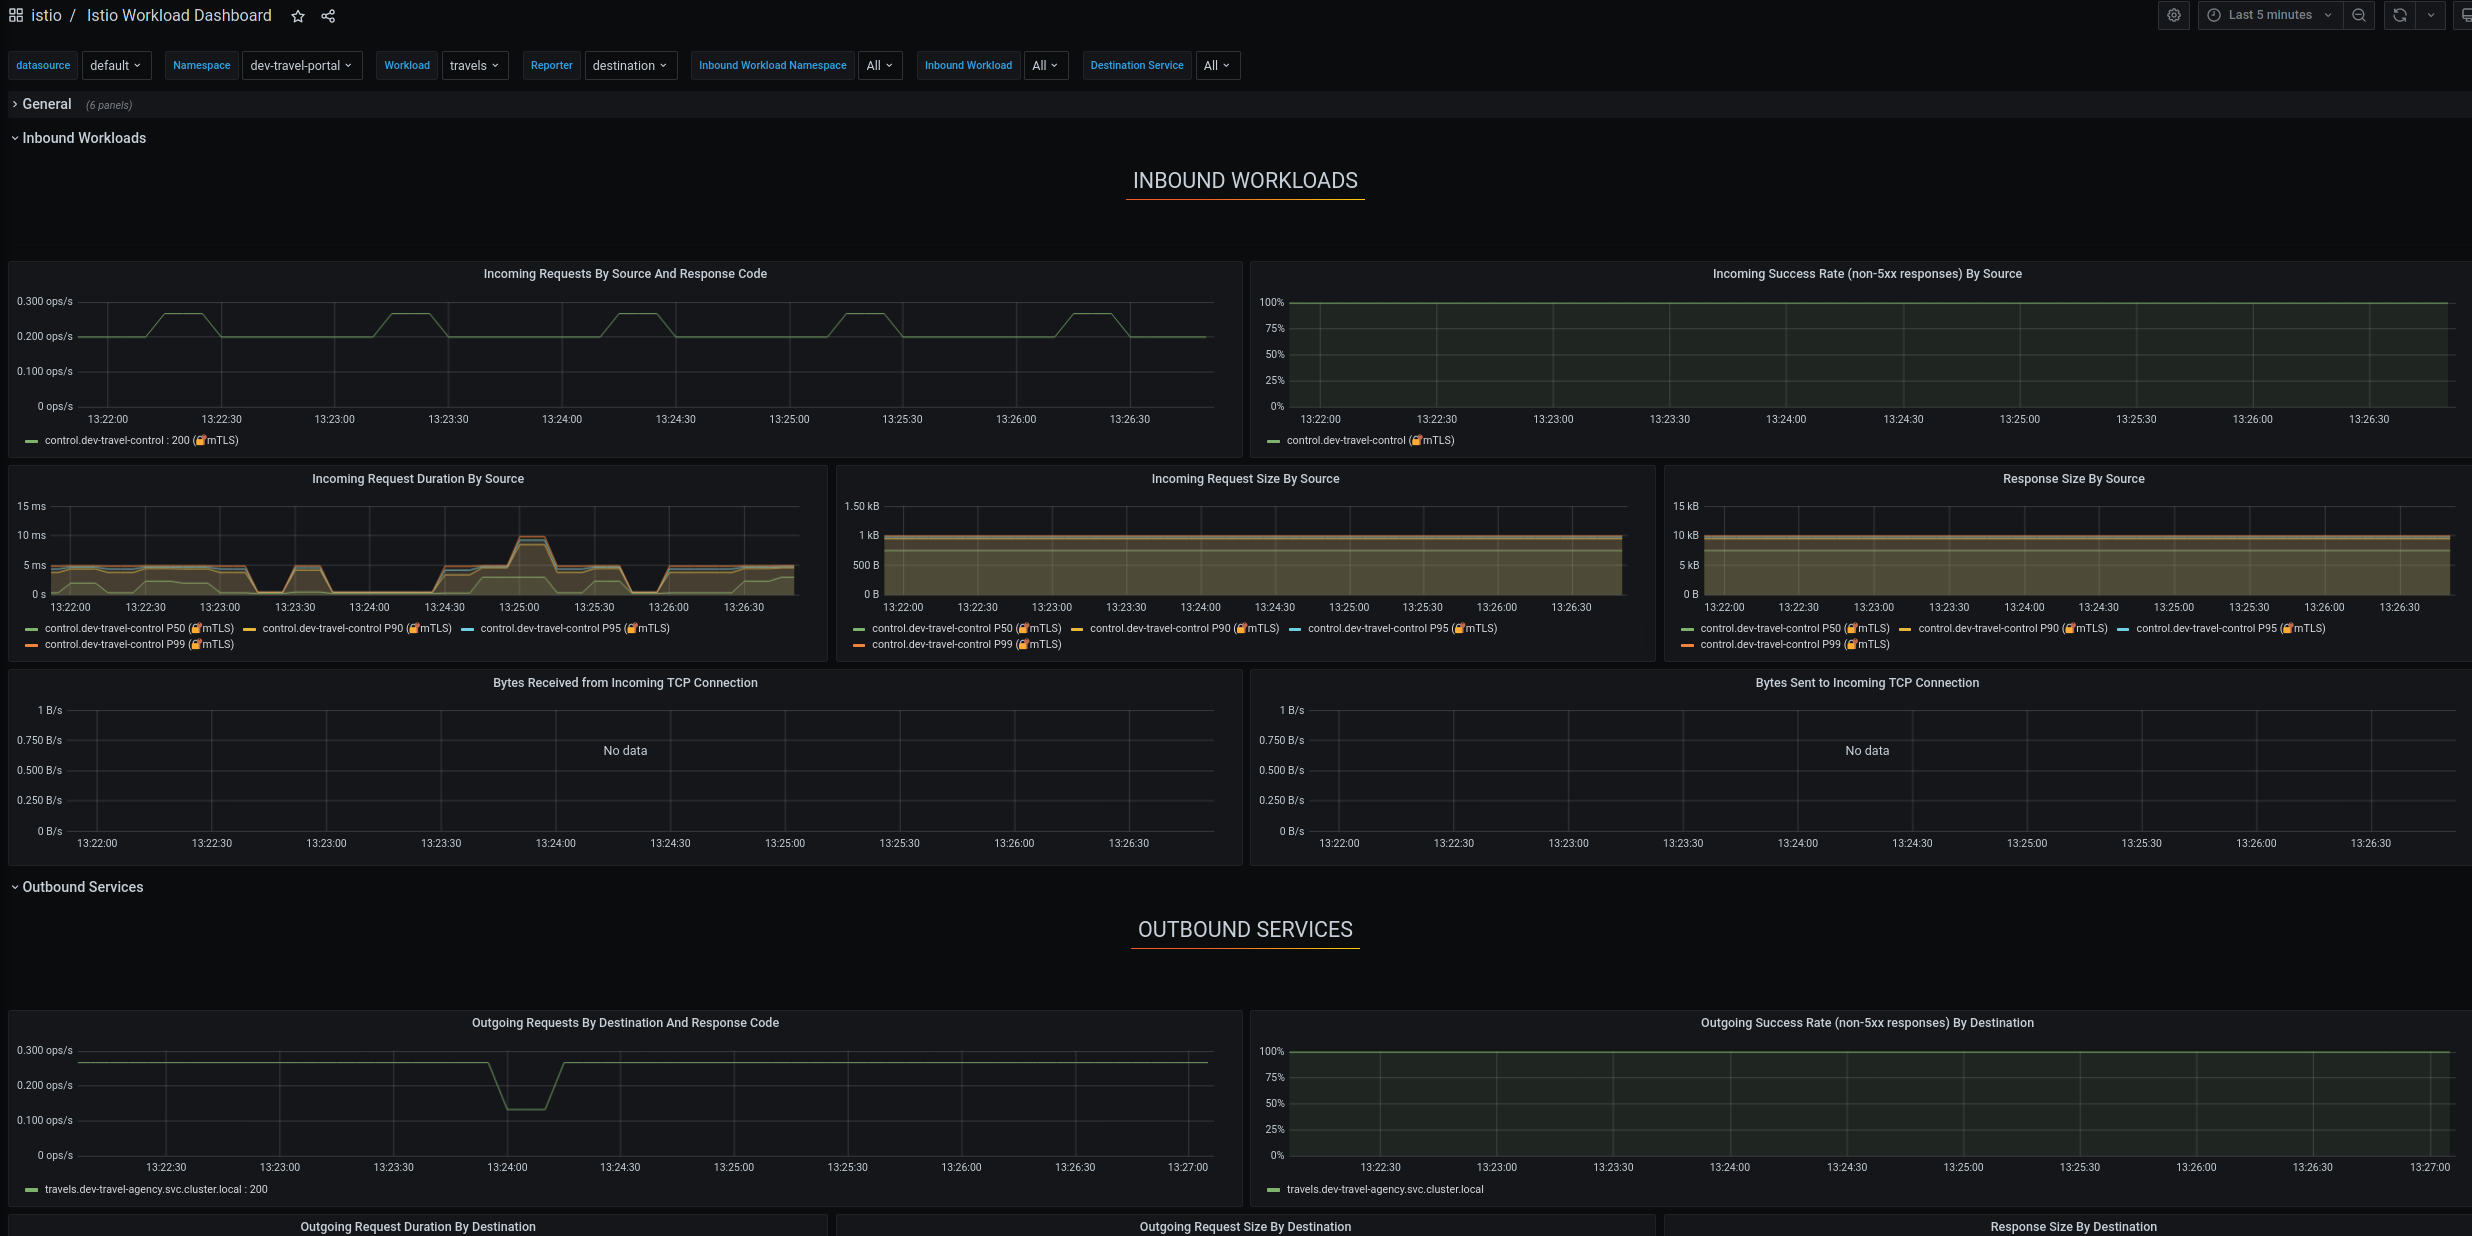 istio / Istio Workload Dashboard Last 5 minutes
datasource default Namespace dev-travel-portal Workload travels Reporter destination Inbound Workload Namespace All Inbound Workload All Destination Service All
General (6 panels)
Inbound Workloads
INBOUND WORKLOADS
Incoming Requests By Source And Response Code
0.300 ops/s
0.200 ops/s
0.100 ops/s
0 ops/s
13:22:00 13:22:30 13:23:00 13:23:30 13:24:00 13:24:30 13:25:00 13:25:30 13:26:00 13:26:30
control.dev-travel-control : 200 (🔐mTLS)
Incoming Success Rate (non-5xx responses) By Source
100%
75%
50%
25%
0%
13:22:00 13:22:30 13:23:00 13:23:30 13:24:00 13:24:30 13:25:00 13:25:30 13:26:00 13:26:30
control.dev-travel-control (🔐mTLS)
Incoming Request Duration By Source
15 ms
10 ms
5 ms
0 s
13:22:00 13:22:30 13:23:00 13:23:30 13:24:00 13:24:30 13:25:00 13:25:30 13:26:00 13:26:30
control.dev-travel-control P50 (🔐mTLS) control.dev-travel-control P90 (🔐mTLS) control.dev-travel-control P95 (🔐mTLS)
control.dev-travel-control P99 (🔐mTLS)
Incoming Request Size By Source
1.50 kB
1 kB
500 B
0 B
13:22:00 13:22:30 13:23:00 13:23:30 13:24:00 13:24:30 13:25:00 13:25:30 13:26:00 13:26:30
control.dev-travel-control P50 (🔐mTLS) control.dev-travel-control P90 (🔐mTLS) control.dev-travel-control P95 (🔐mTLS)
control.dev-travel-control P99 (🔐mTLS)
Response Size By Source
15 kB
10 kB
5 kB
0 B
13:22:00 13:22:30 13:23:00 13:23:30 13:24:00 13:24:30 13:25:00 13:25:30 13:26:00 13:26:30
control.dev-travel-control P50 (🔐mTLS) control.dev-travel-control P90 (🔐mTLS) control.dev-travel-control P95 (🔐mTLS)
control.dev-travel-control P99 (🔐mTLS)
Bytes Received from Incoming TCP Connection
1 B/s
0.750 B/s
0.500 B/s
0.250 B/s
0 B/s
No data
13:22:00 13:22:30 13:23:00 13:23:30 13:24:00 13:24:30 13:25:00 13:25:30 13:26:00 13:26:30
Bytes Sent to Incoming TCP Connection
1 B/s
0.750 B/s
0.500 B/s
0.250 B/s
0 B/s
No data
13:22:00 13:22:30 13:23:00 13:23:30 13:24:00 13:24:30 13:25:00 13:25:30 13:26:00 13:26:30
Outbound Services
OUTBOUND SERVICES
Outgoing Requests By Destination And Response Code
0.300 ops/s
0.200 ops/s
0.100 ops/s
0 ops/s
13:22:30 13:23:00 13:23:30 13:24:00 13:24:30 13:25:00 13:25:30 13:26:00 13:26:30 13:27:00
travels.dev-travel-agency.svc.cluster.local : 200
Outgoing Success Rate (non-5xx responses) By Destination
100%
75%
50%
25%
0%
13:22:30 13:23:00 13:23:30 13:24:00 13:24:30 13:25:00 13:25:30 13:26:00 13:26:30 13:27:00
travels.dev-travel-agency.svc.cluster.local
Outgoing Request Duration By Destination
Outgoing Request Size By Destination
Response Size By Destination